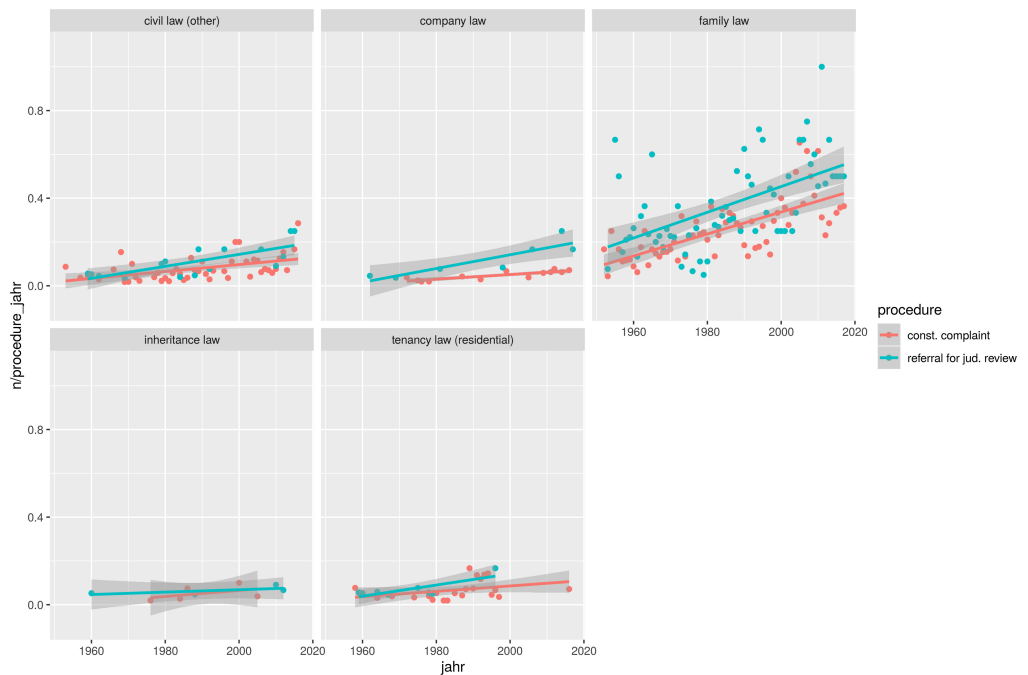 civil law (other)
company law
family law
0.8
0.4
0.0
1960
1980
2000
2020
inheritance law
tenancy law (residential)
0.8
0.4
0.0
1960
1980
2000
2020
1960
1980
2000
2020
jahr
n/procedure_jahr
procedure
const. complaint
referral for jud. review